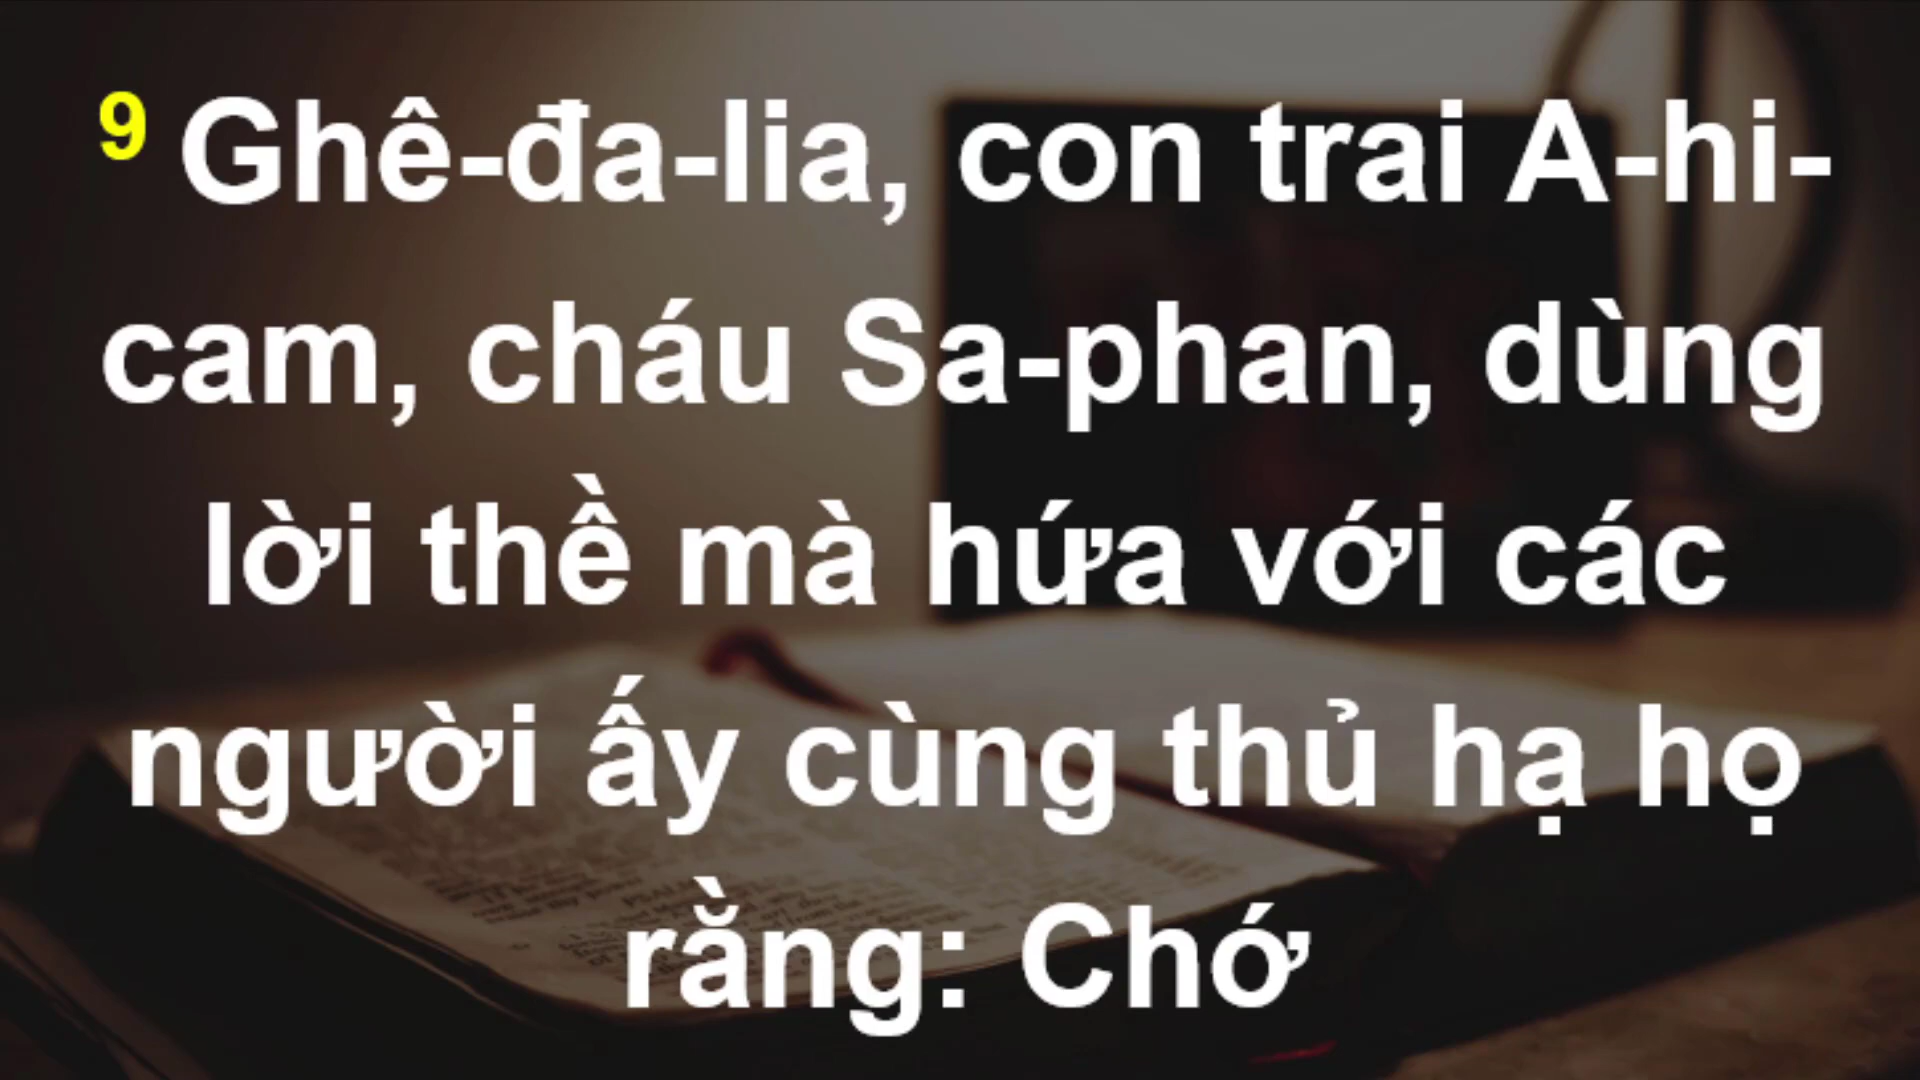 9 Ghê-đa-lia, con trai A-hi-
cam, cháu Sa-phan, dùng
lời thề mà hứa với các
người ấy cùng thủ hạ họ
rằng: Chớ